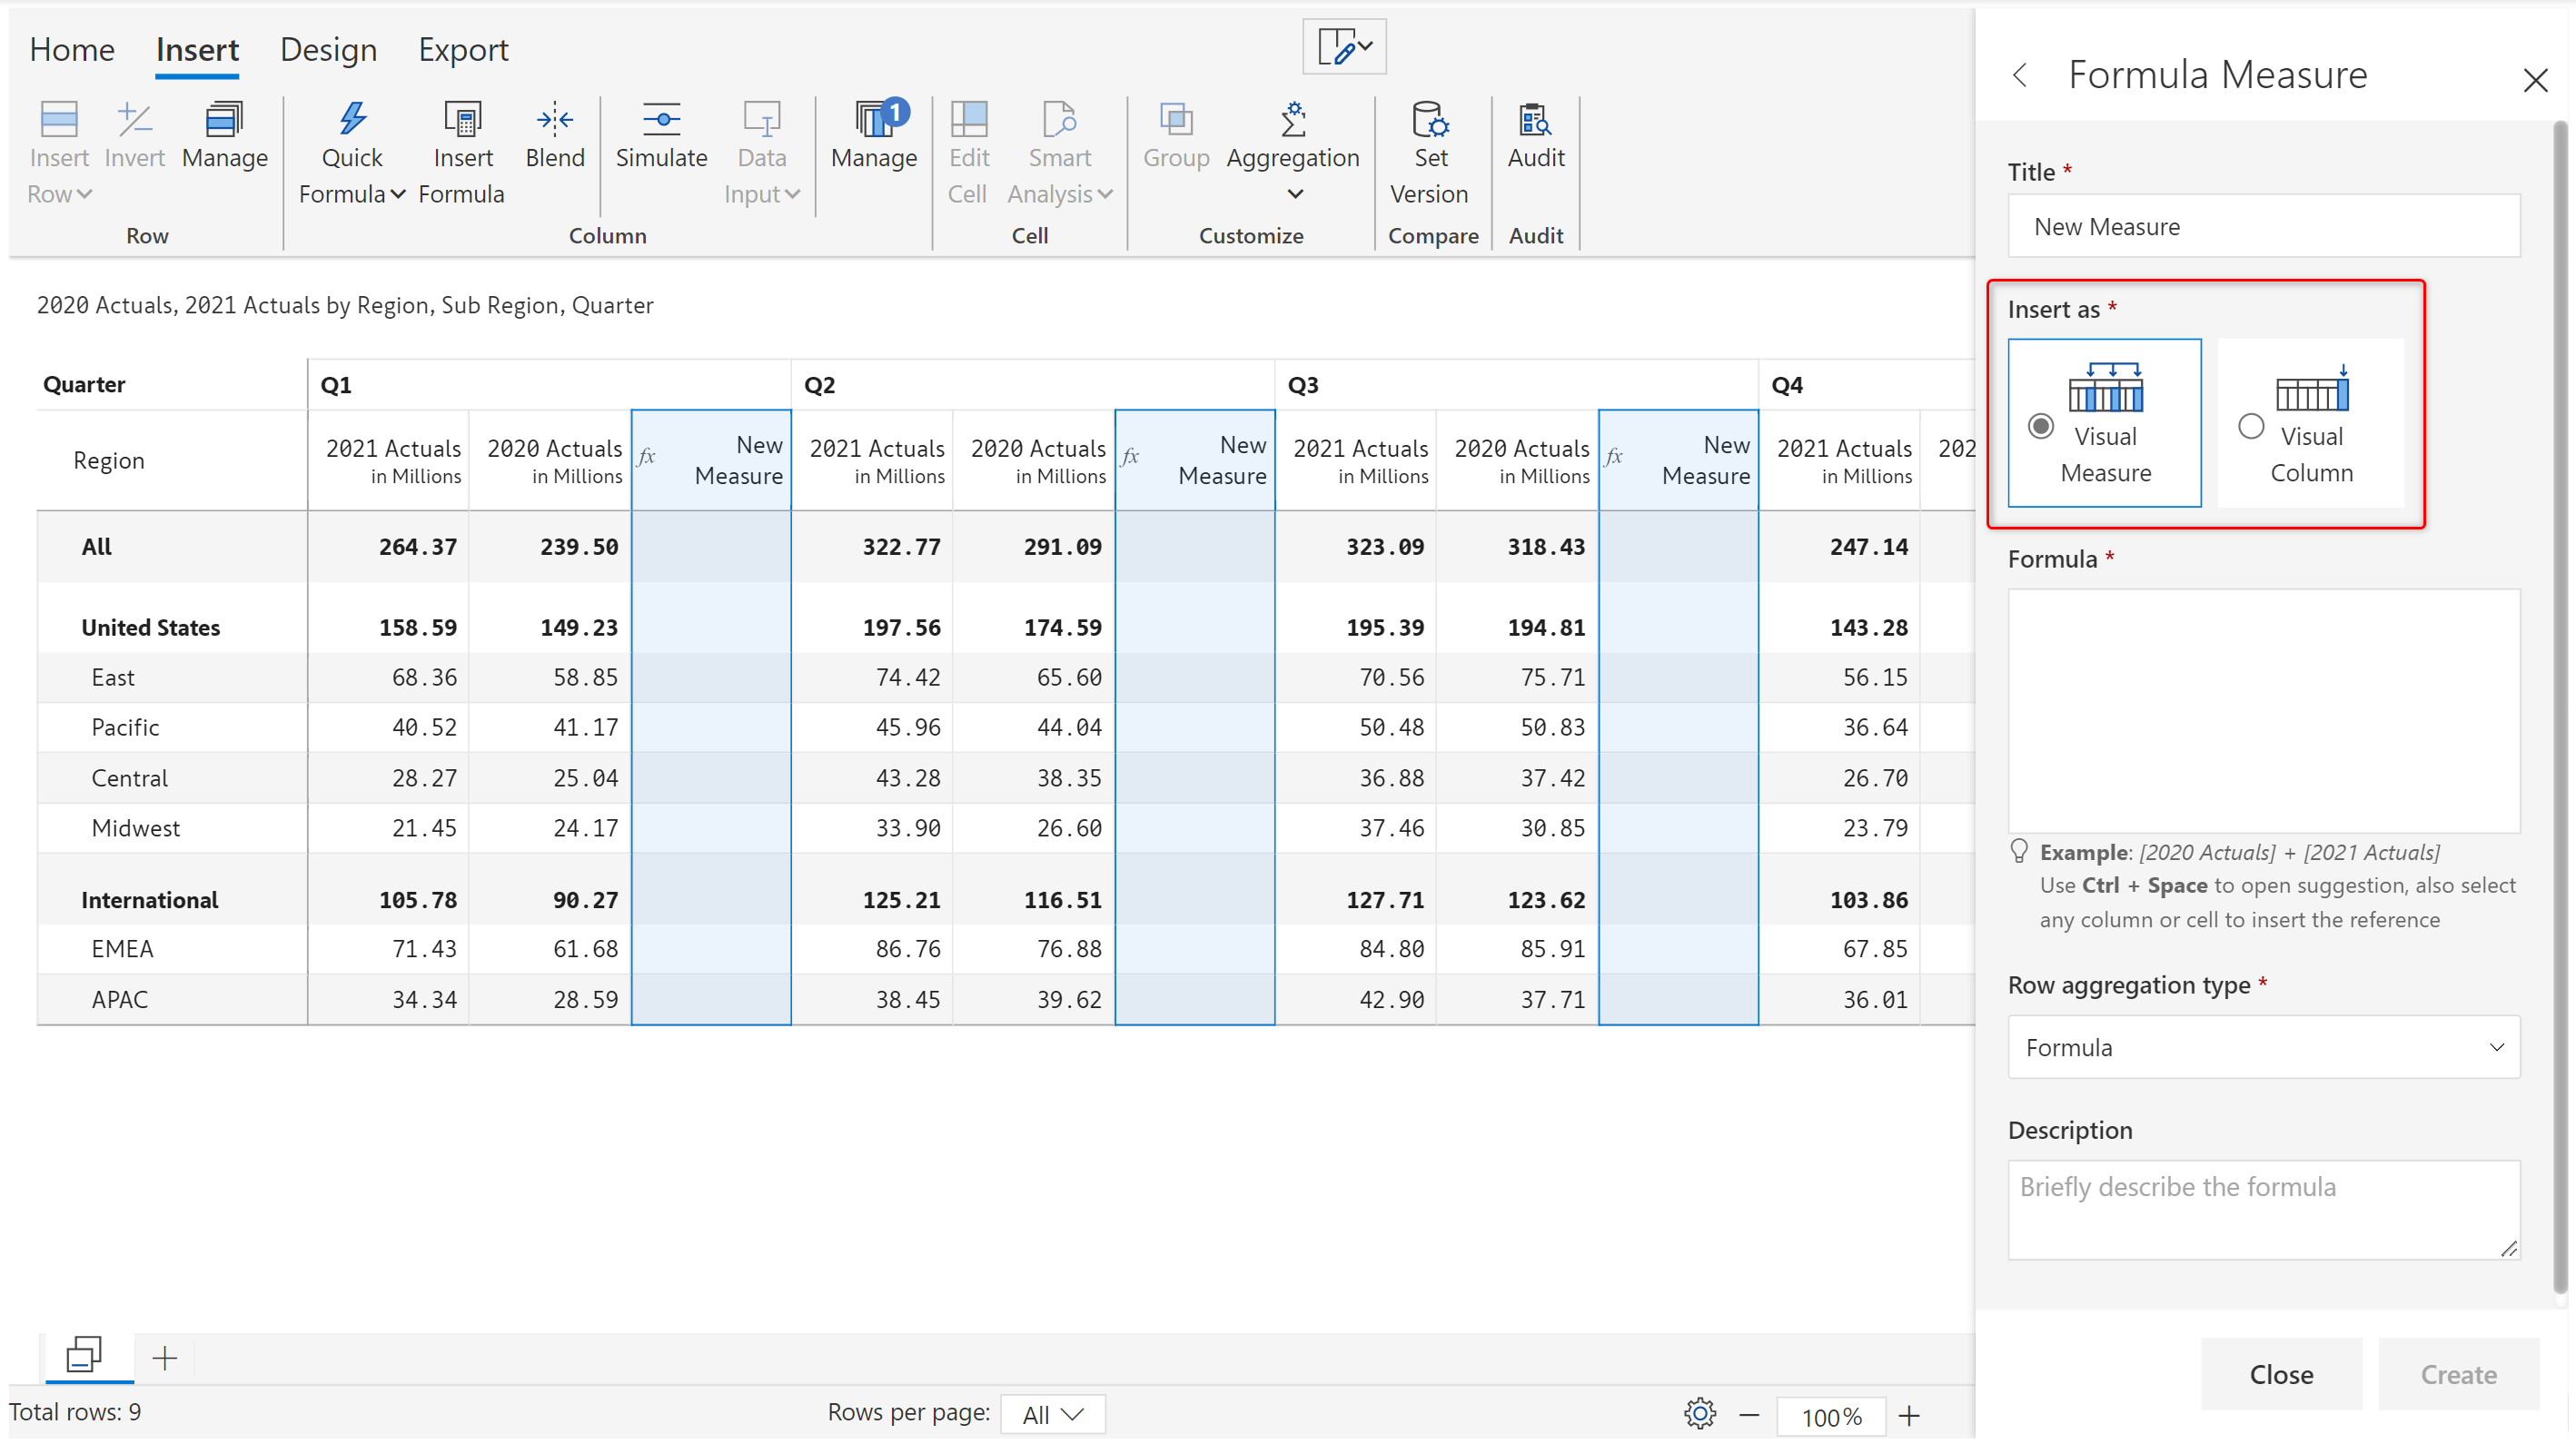 Home Insert Design Export
Insert Row Invert Manage
Row
Quick Formula Insert Formula Blend Simulate Data Input Manage 1
Column
Edit Cell Smart Analysis
Cell
Group Aggregation
Customize
Set Version
Compare
Audit
Audit
2020 Actuals, 2021 Actuals by Region, Sub Region, Quarter
Quarter Q1 Q2 Q3 Q4
Region 2021 Actuals in Millions 2020 Actuals in Millions fx New Measure 2021 Actuals in Millions 2020 Actuals in Millions fx New Measure 2021 Actuals in Millions 2020 Actuals in Millions fx New Measure 2021 Actuals in Millions 202
All 264.37 239.50 322.77 291.09 323.09 318.43 247.14
United States 158.59 149.23 197.56 174.59 195.39 194.81 143.28
East 68.36 58.85 74.42 65.60 70.56 75.71 56.15
Pacific 40.52 41.17 45.96 44.04 50.48 50.83 36.64
Central 28.27 25.04 43.28 38.35 36.88 37.42 26.70
Midwest 21.45 24.17 33.90 26.60 37.46 30.85 23.79
International 105.78 90.27 125.21 116.51 127.71 123.62 103.86
EMEA 71.43 61.68 86.76 76.88 84.80 85.91 67.85
APAC 34.34 28.59 38.45 39.62 42.90 37.71 36.01
Total rows: 9 Rows per page: All 100%
Formula Measure
Title *
New Measure
Insert as *
Visual Measure
Visual Column
Formula *
Example: [2020 Actuals] + [2021 Actuals]
Use Ctrl + Space to open suggestion, also select
any column or cell to insert the reference
Row aggregation type *
Formula
Description
Briefly describe the formula
Close Create